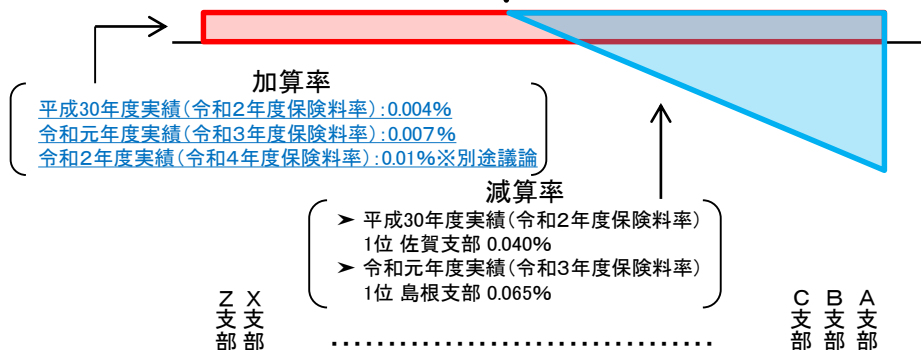 加算率
平成30年度実績(令和2年度保険料率):0.004%
令和元年度実績(令和3年度保険料率):0.007%
令和2年度実績(令和4年度保険料率):0.01%※別途議論
減算率
➤ 平成30年度実績(令和2年度保険料率)
1位 佐賀支部 0.040%
➤ 令和元年度実績(令和3年度保険料率)
1位 島根支部 0.065%
Z支部
X支部
................................
C支部
B支部
A支部